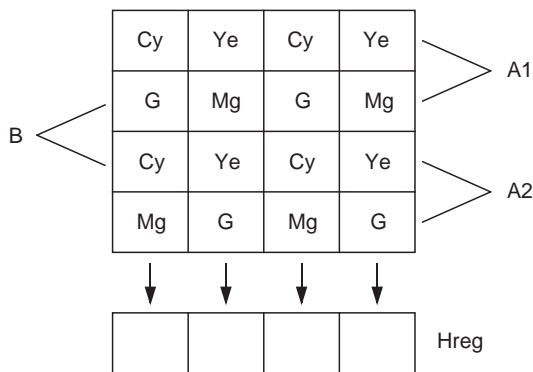 Cy Ye Cy Ye
A1
G Mg G Mg
B
Cy Ye Cy Ye
A2
Mg G Mg G
Hreg